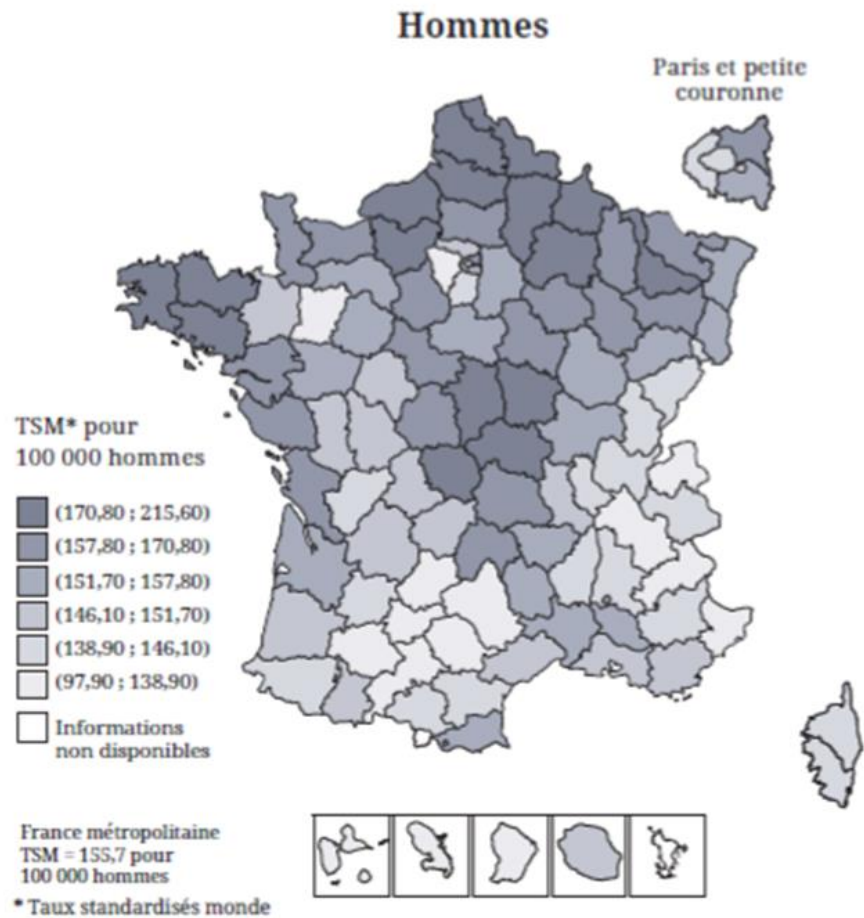 Hommes
Paris et petite
couronne
TSM* pour
100 000 hommes
(170,80 ; 215,60)
(157,80 ; 170,80)
(151,70 ; 157,80)
(146,10 ; 151,70)
(138,90 ; 146,10)
(97,90 ; 138,90)
Informations
non disponibles
France métropolitaine
TSM = 155,7 pour
100 000 hommes
* Taux standardisés monde